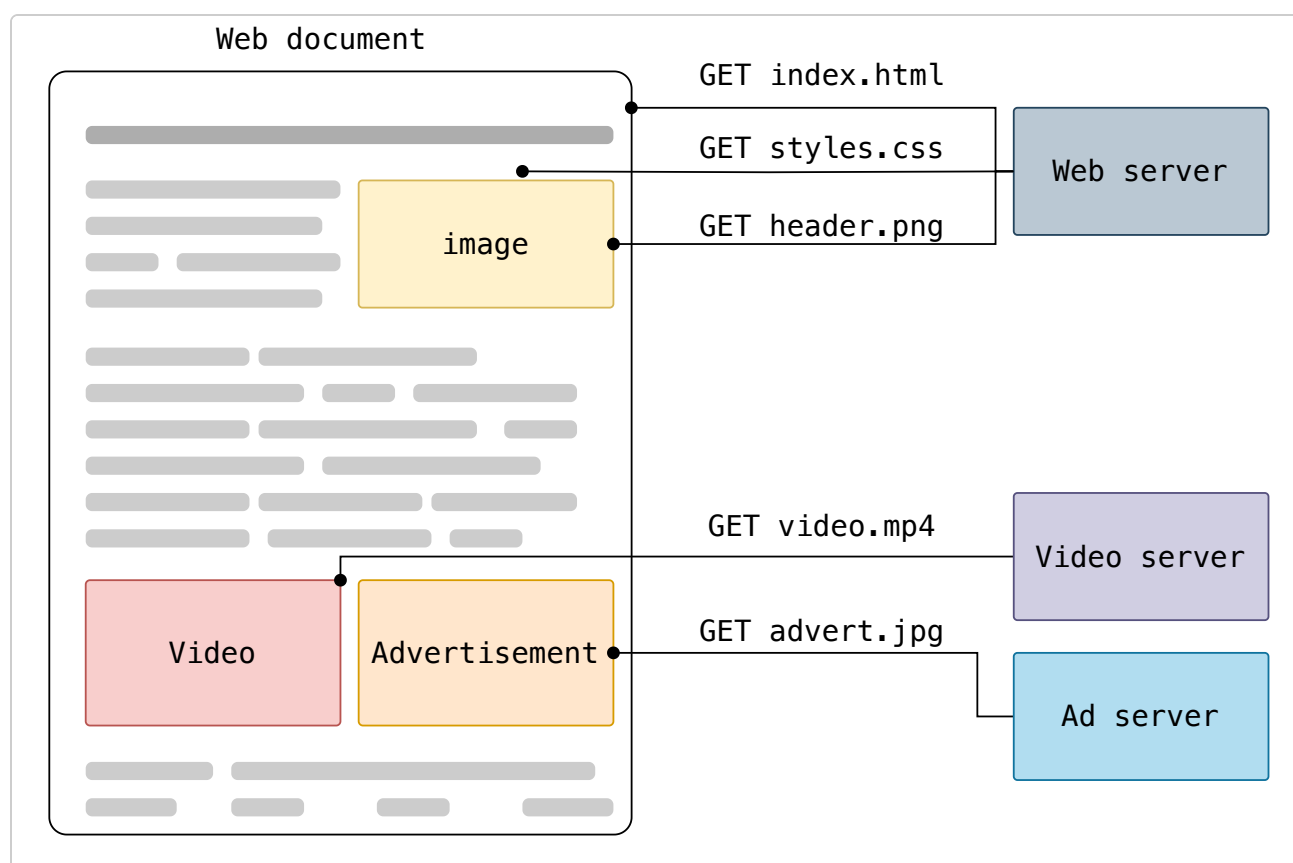 Web document
GET index.html
GET styles.css
Web server
GET header.png
image
GET video.mp4
Video server
GET advert.jpg
Video
Advertisement
Ad server